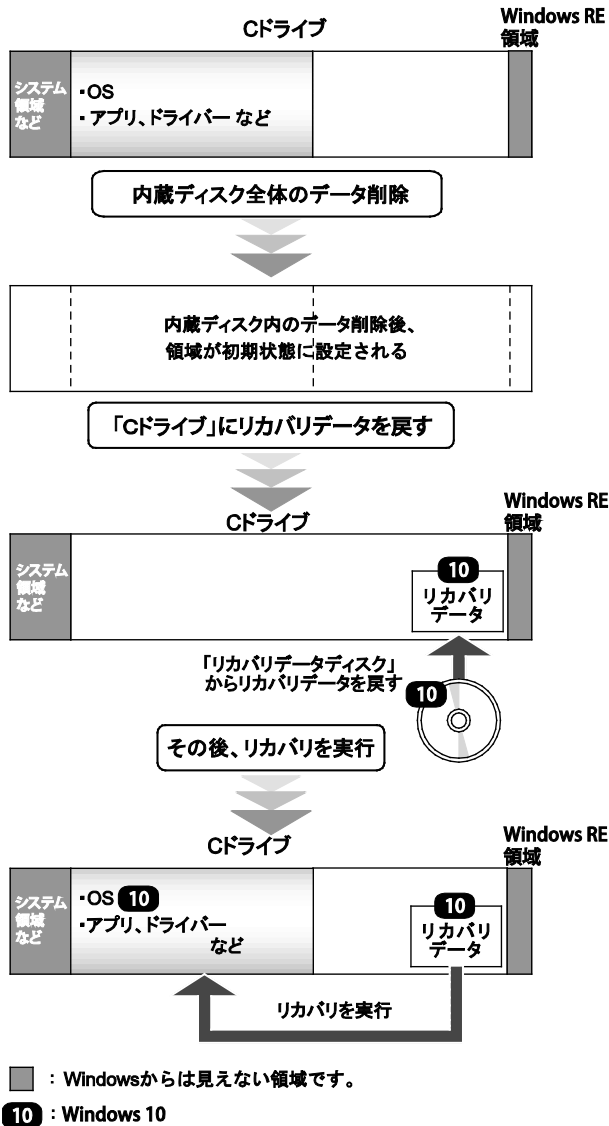 Cドライブ
Windows RE
領域
システム
領域
など
・OS
・アプリ、ドライバー など
内蔵ディスク全体のデータ削除
内蔵ディスク内のデータ削除後、
領域が初期状態に設定される
「Cドライブ」にリカバリデータを戻す
Cドライブ
Windows RE
領域
システム
領域
など
10
リカバリ
データ
「リカバリデータディスク」
からリカバリデータを戻す
10
その後、リカバリを実行
Cドライブ
Windows RE
領域
システム
領域
など
・OS 10
・アプリ、ドライバー
など
10
リカバリ
データ
リカバリを実行
：Windowsからは見えない領域です。
10：Windows 10